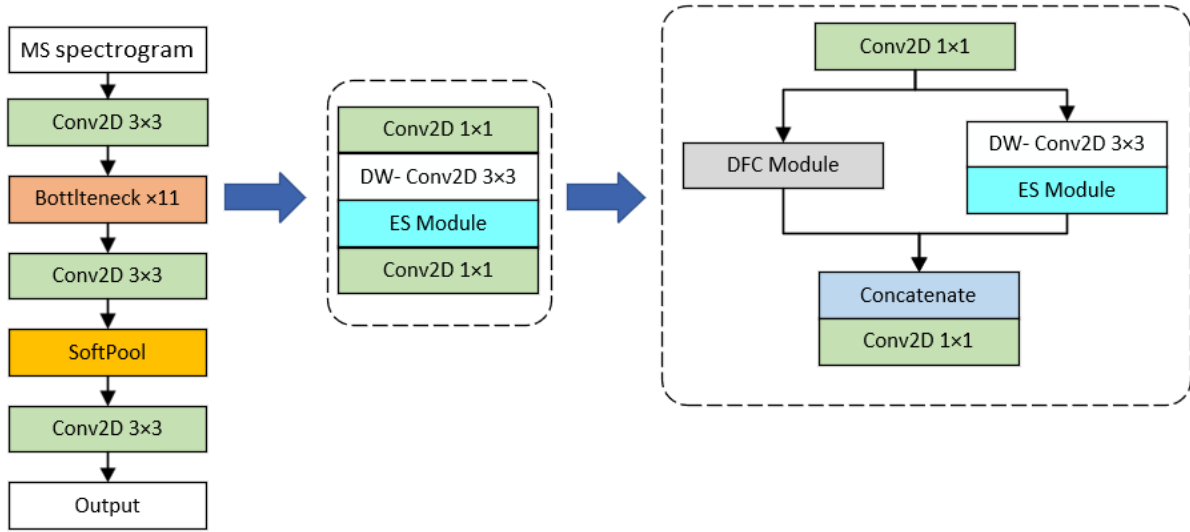 MS spectrogram
Conv2D 3×3
Bottlteneck ×11
Conv2D 3×3
SoftPool
Conv2D 3×3
Output
Conv2D 1×1
DW- Conv2D 3×3
ES Module
Conv2D 1×1
Conv2D 1×1
DFC Module
DW- Conv2D 3×3
ES Module
Concatenate
Conv2D 1×1